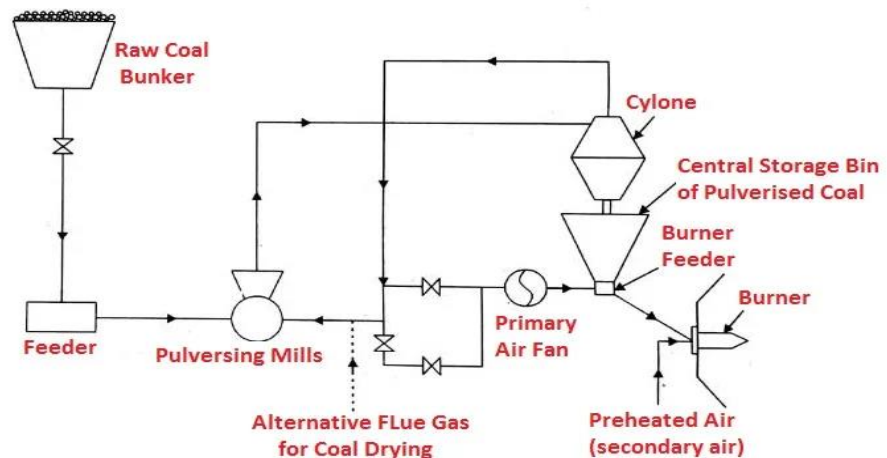 Raw Coal
Bunker
Cylone
Central Storage Bin
of Pulverised Coal
Burner
Feeder
Burner
Primary
Air Fan
Feeder
Pulversing Mills
Alternative FLue Gas
for Coal Drying
Preheated Air
(secondary air)